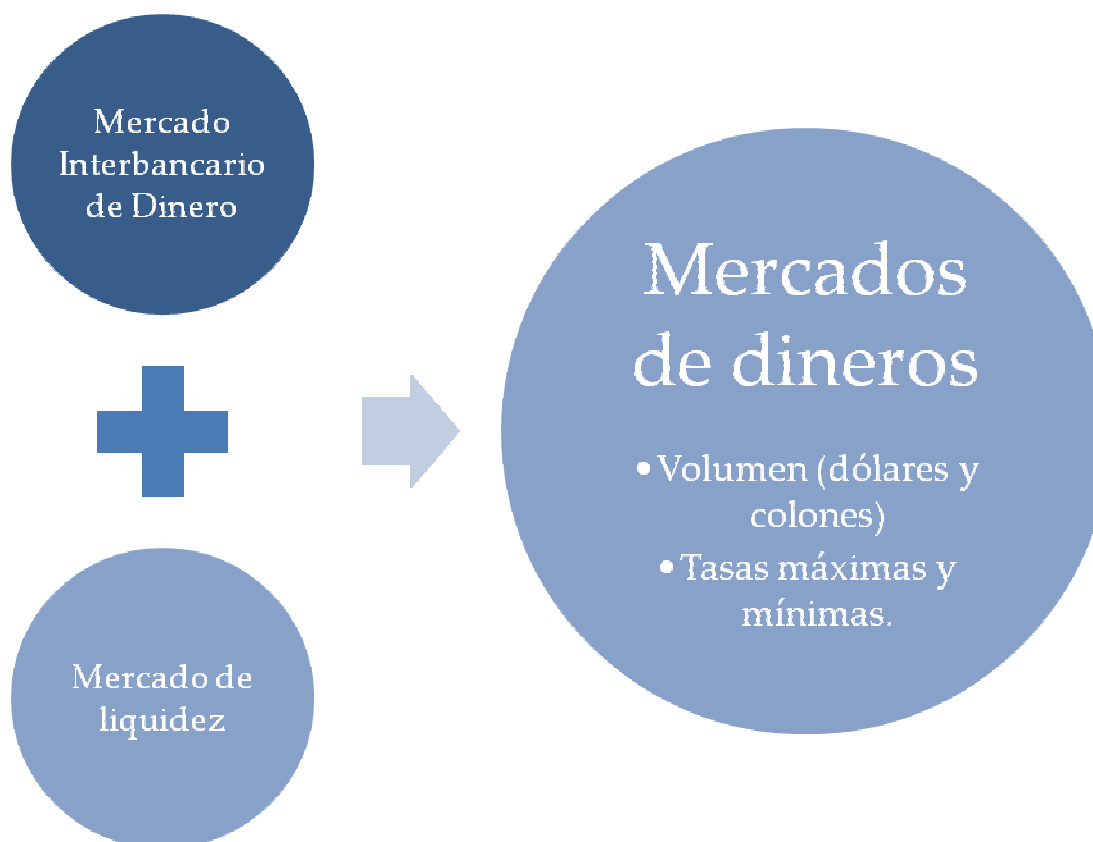 Mercado
Interbancario
de Dinero
Mercado de
liquidez
Mercados
de dineros
•Volumen (dólares y
colones)
•Tasas máximas y
mínimas.